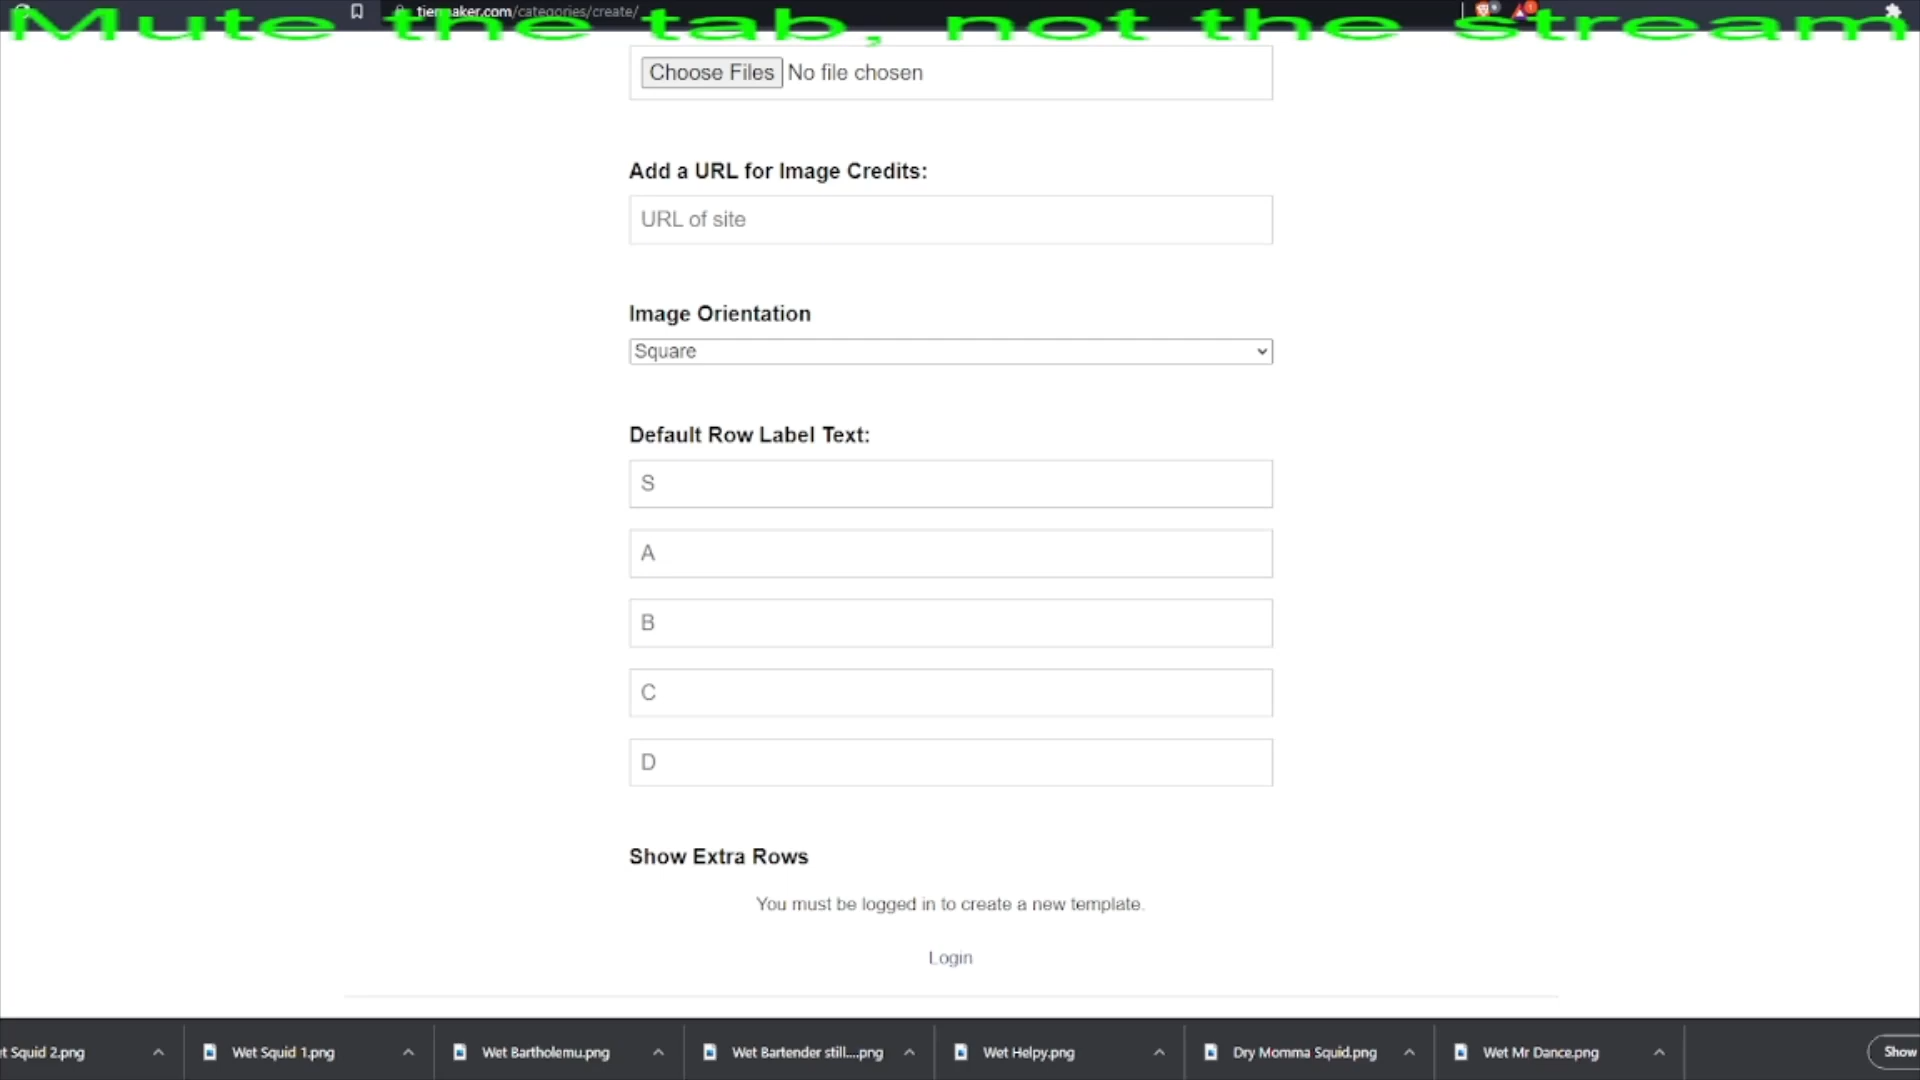 tiermaker.com/categories/create/
Mute the tab, not the stream
Choose Files No file chosen
Add a URL for Image Credits:
URL of site
Image Orientation
Square
Default Row Label Text:
S
A
B
C
D
Show Extra Rows
You must be logged in to create a new template.
Login
t Squid 2.png Wet Squid 1.png Wet Bartholemu.png Wet Bartender still....png Wet Helpy.png Dry Momma Squid.png Wet Mr Dance.png Show